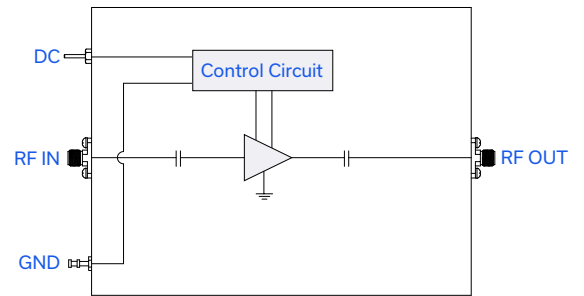 DC
Control Circuit
RF IN
RF OUT
GND